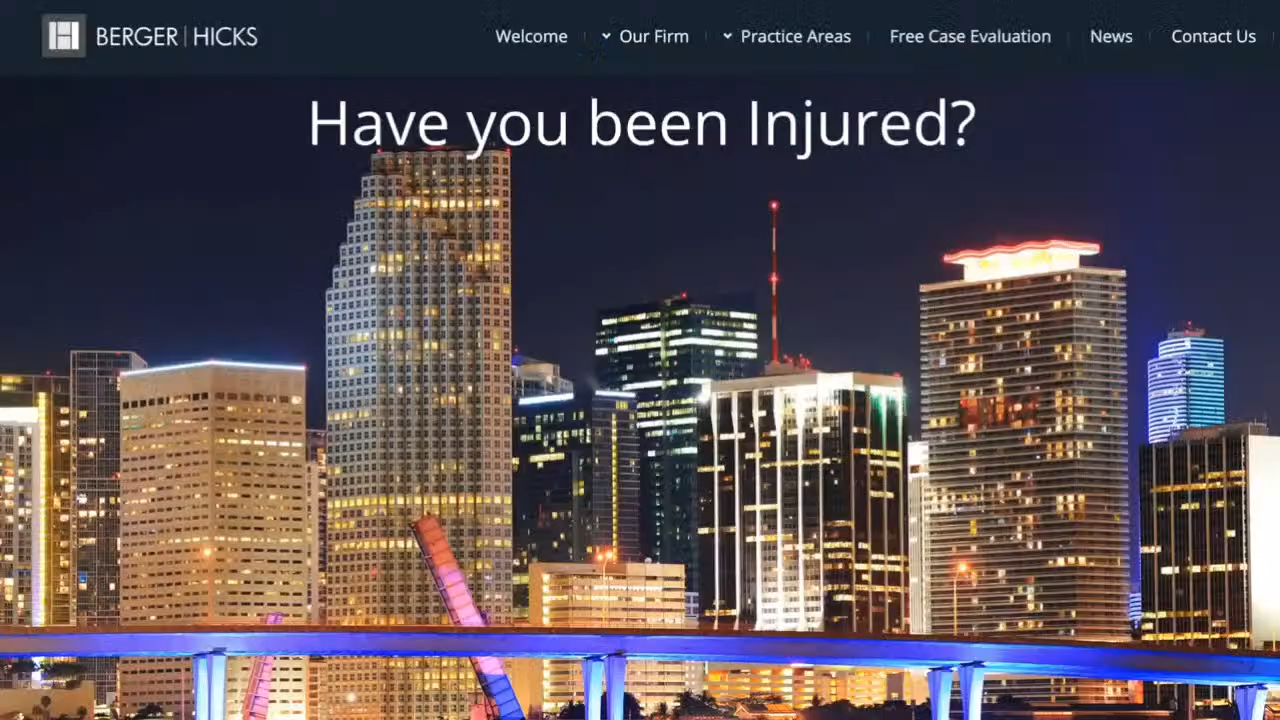 BERGER | HICKS
Welcome
Our Firm
Practice Areas
Free Case Evaluation
News
Contact Us
Have you been Injured?